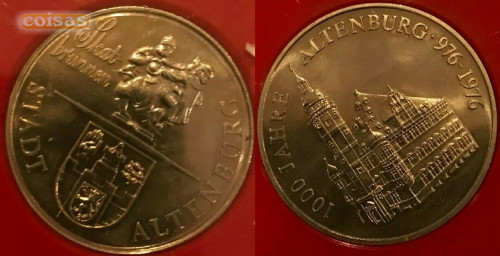 coisas
Skat
brunnen
STADT ALTENBURG
1000 JAHRE ALTENBURG · 976-1976